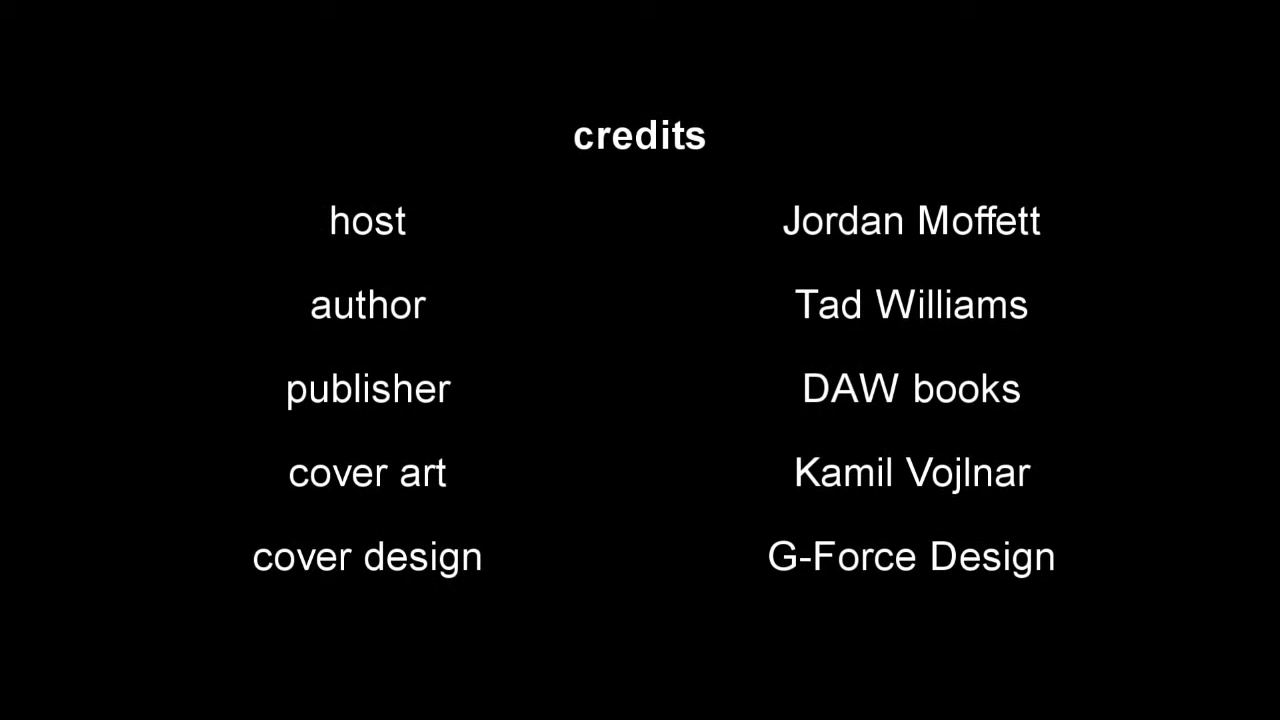 credits
host Jordan Moffett
author Tad Williams
publisher DAW books
cover art Kamil Vojlnar
cover design G-Force Design